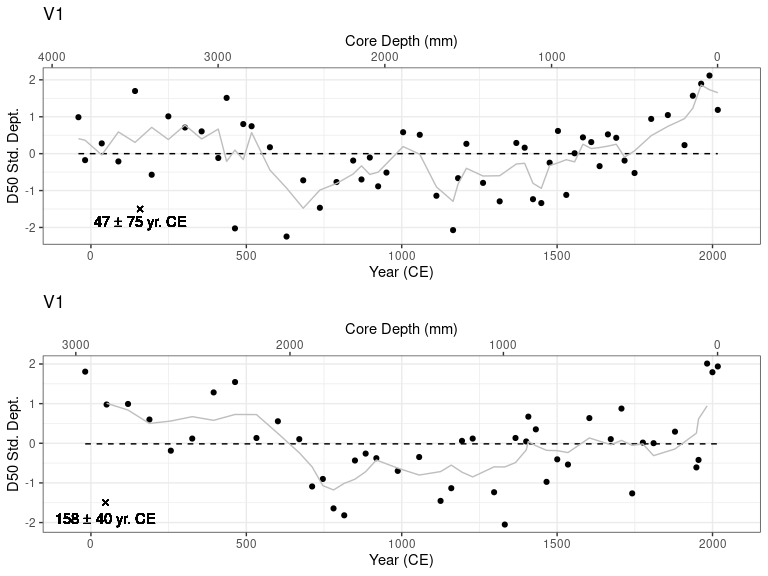 V1
Core Depth (mm)
4000 3000 2000 1000 0
2
1
0
-1
-2
D50 Std. Dept.
× 47 ± 75 yr. CE
0 500 1000 1500 2000
Year (CE)
V1
Core Depth (mm)
3000 2000 1000 0
2
1
0
-1
-2
D50 Std. Dept.
× 158 ± 40 yr. CE
0 500 1000 1500 2000
Year (CE)